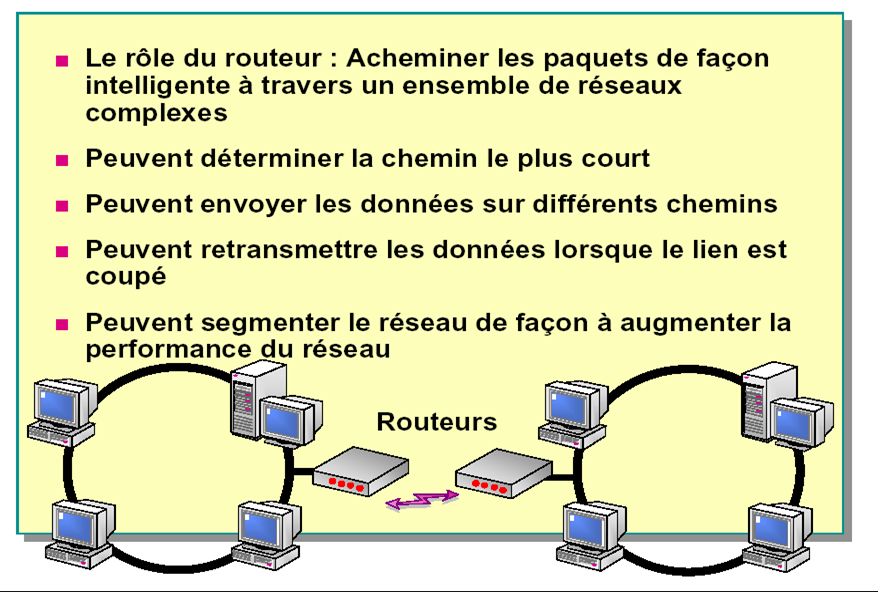 Le rôle du routeur : Acheminer les paquets de façon
intelligente à travers un ensemble de réseaux
complexes
Peuvent déterminer la chemin le plus court
Peuvent envoyer les données sur différents chemins
Peuvent retransmettre les données lorsque le lien est
coupé
Peuvent segmenter le réseau de façon à augmenter la
performance du réseau
Routeurs